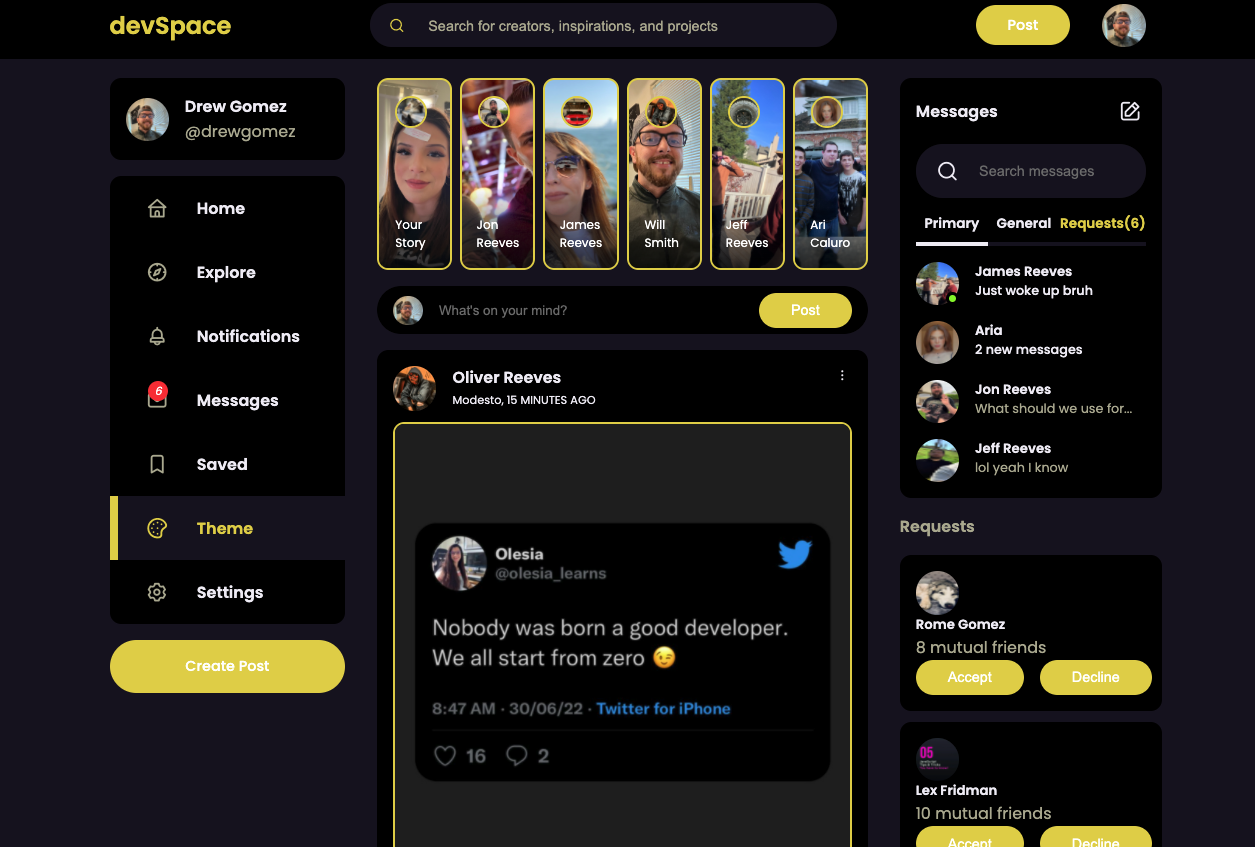 devSpace
Search for creators, inspirations, and projects
Post
Drew Gomez
@drewgomez
Home
Explore
Notifications
6
Messages
Saved
Theme
Settings
Create Post
Your
Story
Jon
Reeves
James
Reeves
Will
Smith
Jeff
Reeves
Ari
Caluro
What's on your mind?
Post
Oliver Reeves
Modesto, 15 MINUTES AGO
Olesia
@olesia_learns
Nobody was born a good developer.
We all start from zero 😉
8:47 AM · 30/06/22 · Twitter for iPhone
16 2
Messages
Search messages
Primary General Requests(6)
James Reeves
Just woke up bruh
Aria
2 new messages
Jon Reeves
What should we use for...
Jeff Reeves
lol yeah I know
Requests
Rome Gomez
8 mutual friends
Accept Decline
05
Lex Fridman
10 mutual friends
Accept Decline